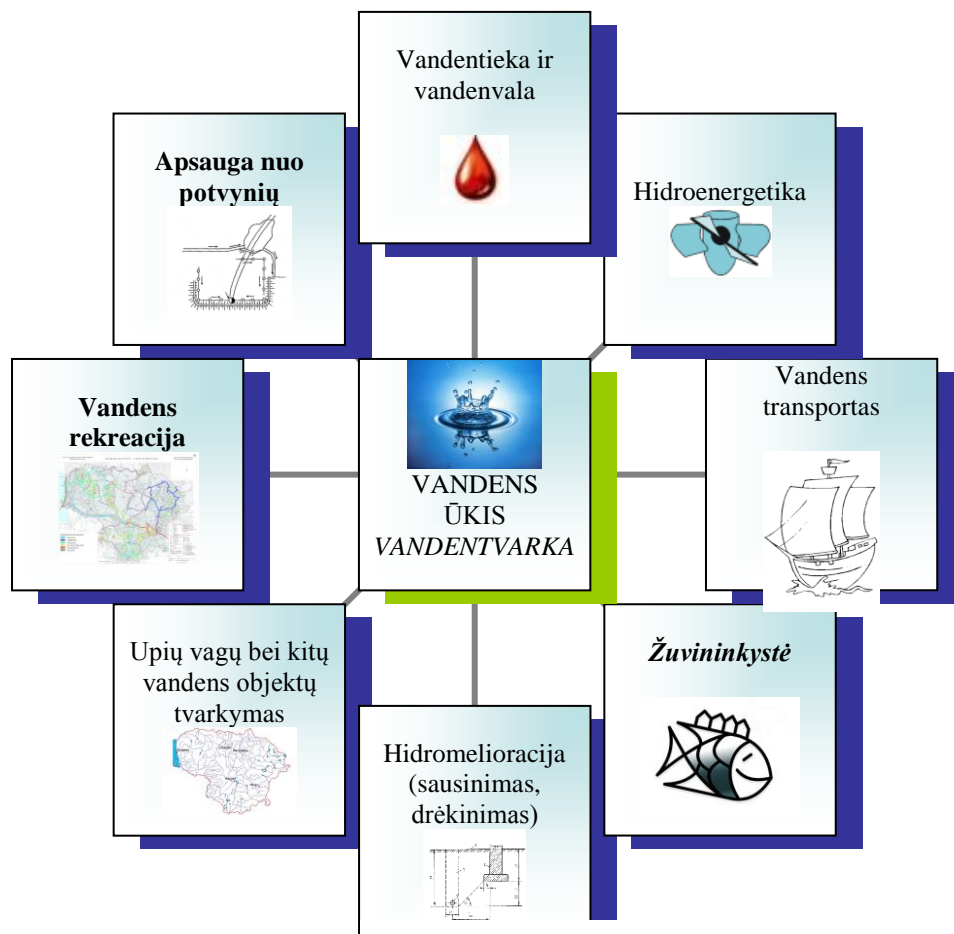 Vandentieka ir
vandenvala
Apsauga nuo
potvynių
Hidroenergetika
Vandens
rekreacija
VANDENS
ŪKIS
VANDENTVARKA
Vandens
transportas
Upių vagų bei kitų
vandens objektų
tvarkymas
Hidromelioracija
(sausinimas,
drėkinimas)
Žuvininkystė